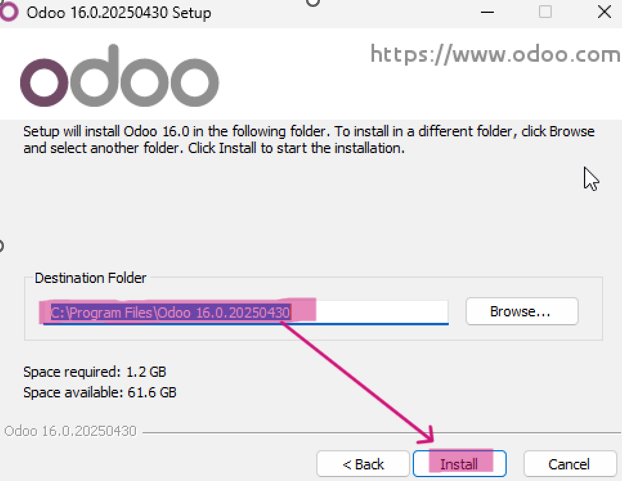 Odoo 16.0.20250430 Setup
odoo
https://www.odoo.com
Setup will install Odoo 16.0 in the following folder. To install in a different folder, click Browse
and select another folder. Click Install to start the installation.
Destination Folder
C:\Program Files\Odoo 16.0.20250430
Browse...
Space required: 1.2 GB
Space available: 61.6 GB
Odoo 16.0.20250430
< Back
Install
Cancel